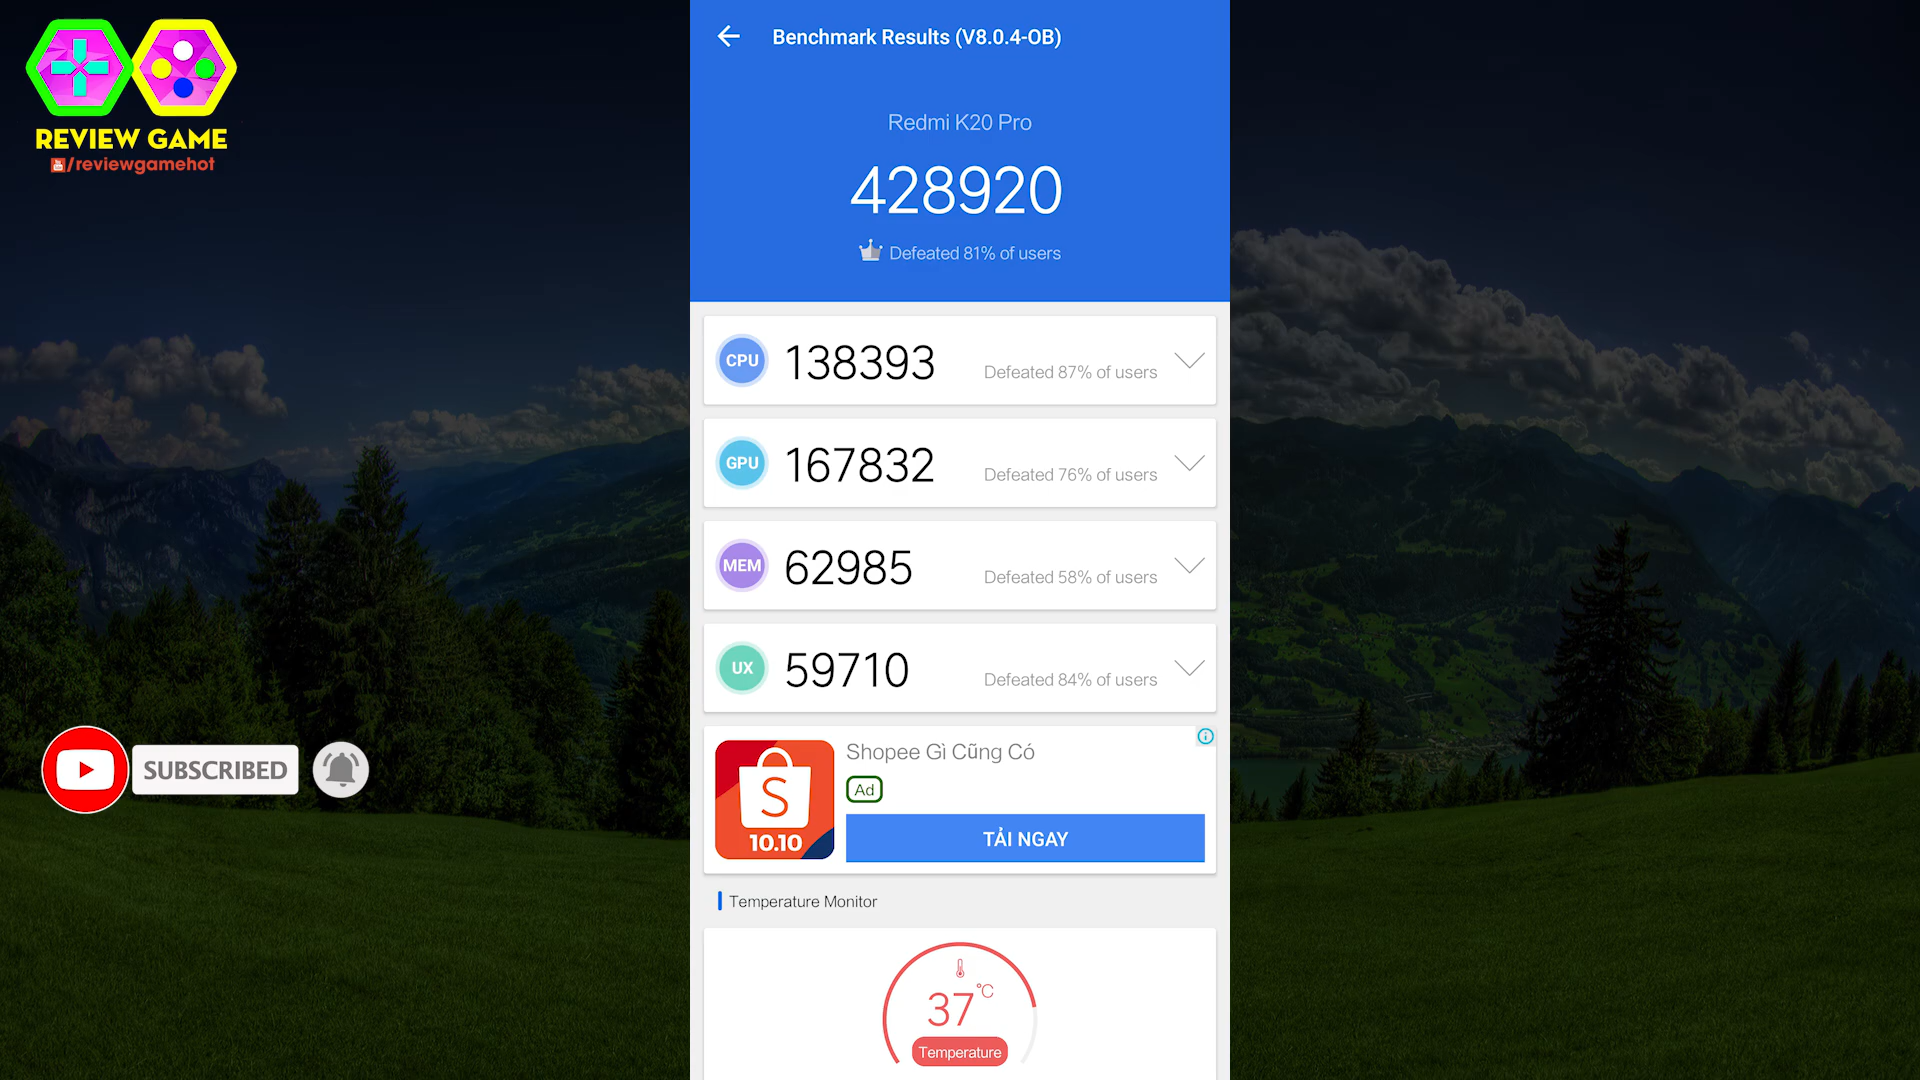 REVIEW GAME
/reviewgamehot
SUBSCRIBED
Benchmark Results (V8.0.4-OB)
Redmi K20 Pro
428920
Defeated 81% of users
CPU 138393 Defeated 87% of users
GPU 167832 Defeated 76% of users
MEM 62985 Defeated 58% of users
UX 59710 Defeated 84% of users
Shopee Gì Cũng Có
Ad
S
10.10
TẢI NGAY
Temperature Monitor
37°C
Temperature